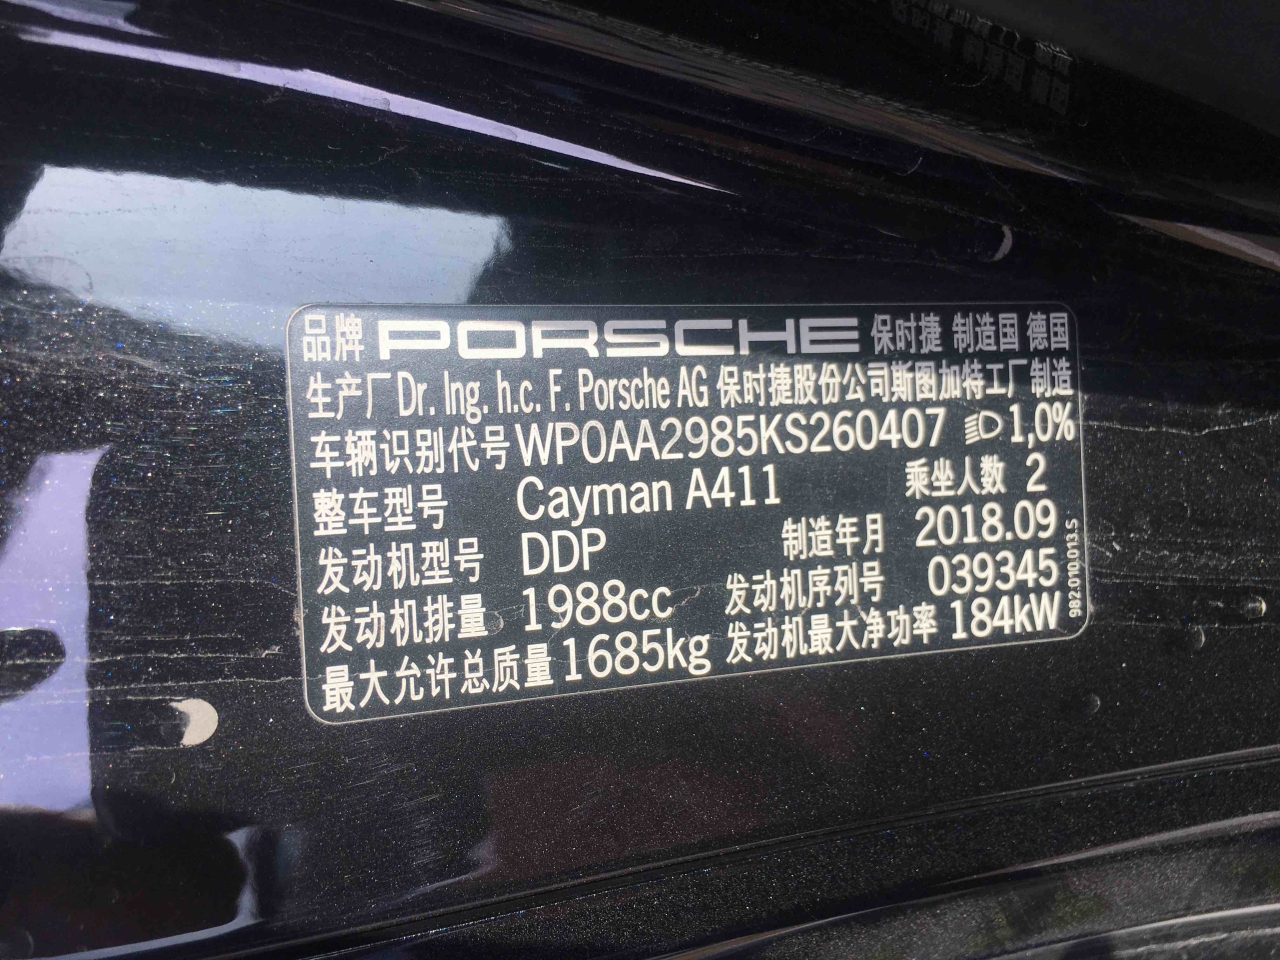 品牌 PORSCHE 保时捷 制造国 德国
生产厂 Dr. Ing. h.c. F. Porsche AG 保时捷股份公司斯图加特工厂制造
车辆识别代号 WP0AA2985KS260407 1,0%
整车型号 Cayman A411 乘坐人数 2
发动机型号 DDP 制造年月 2018.09
发动机排量 1988cc 发动机序列号 039345
最大允许总质量 1685kg 发动机最大净功率 184kW
982.010.013.S